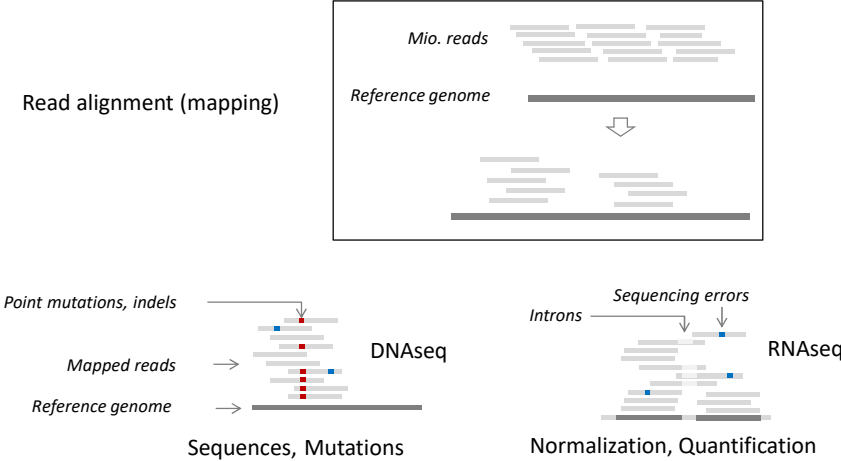 Mio. reads
Read alignment (mapping)
Reference genome
Point mutations, indels
Sequencing errors
Introns
DNAseq
RNAseq
Mapped reads
Reference genome
Sequences, Mutations
Normalization, Quantification